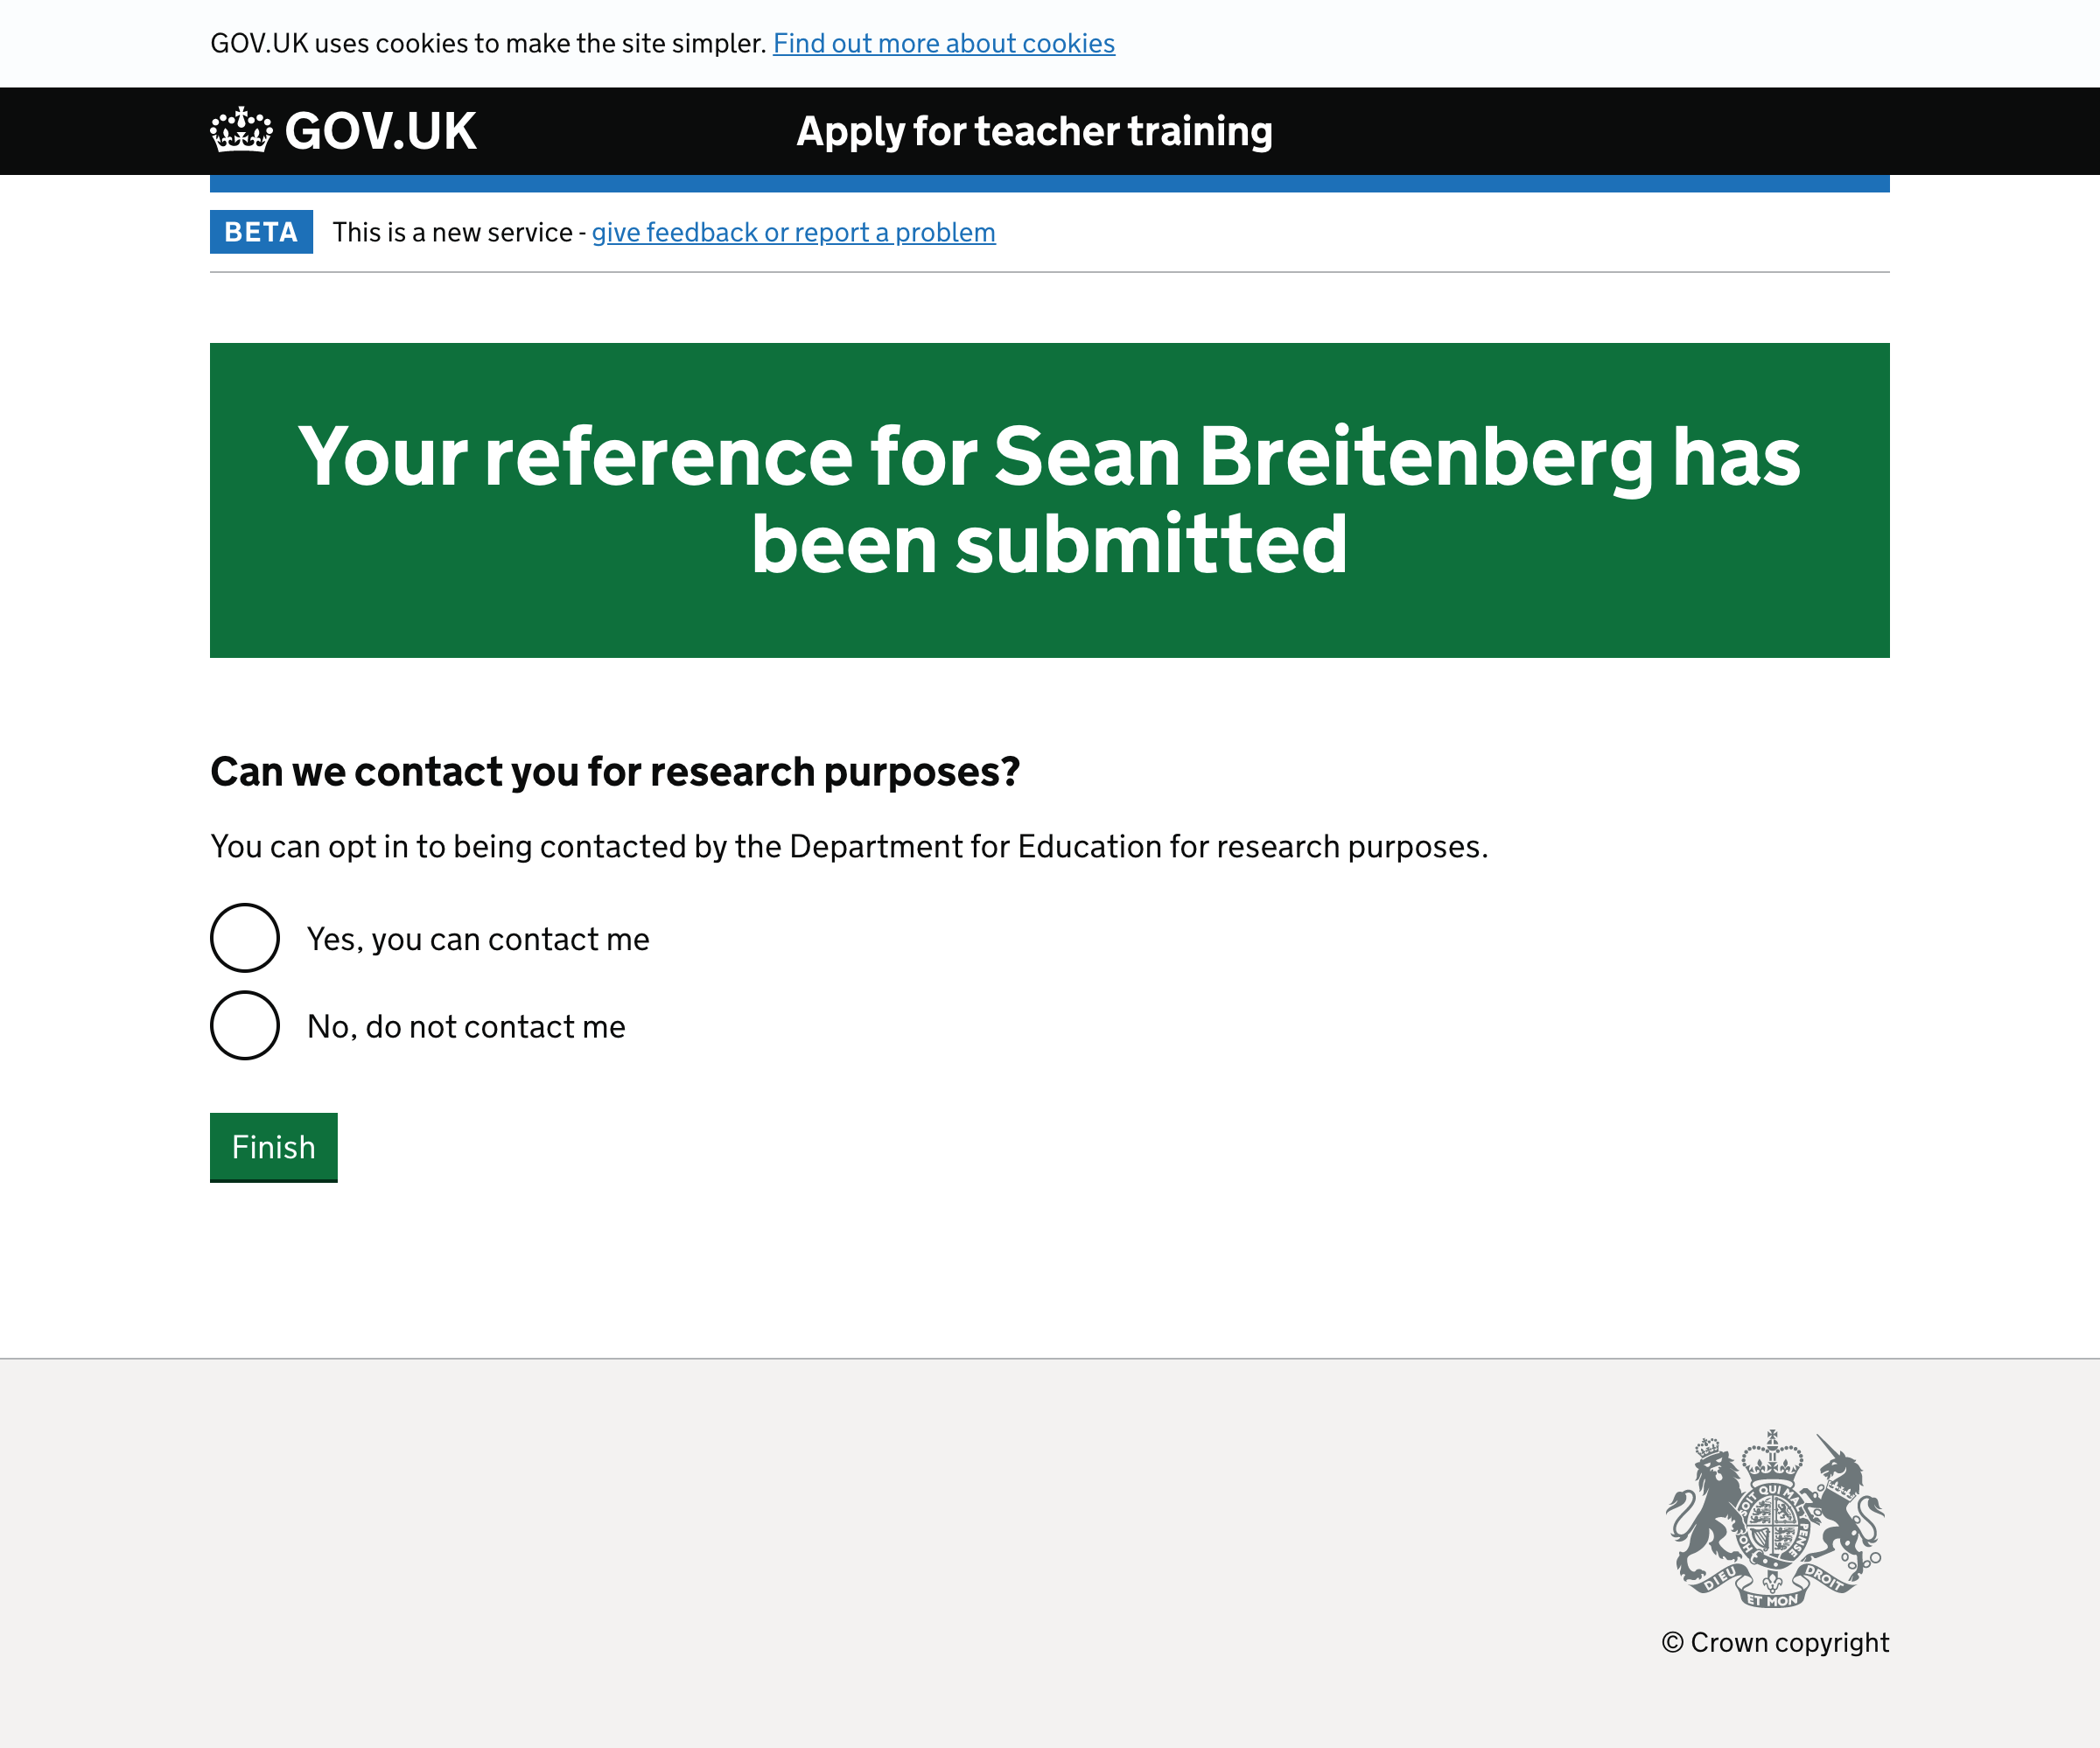 GOV.UK uses cookies to make the site simpler. Find out more about cookies
GOV.UK Apply for teacher training
BETA This is a new service - give feedback or report a problem
Your reference for Sean Breitenberg has
been submitted
Can we contact you for research purposes?
You can opt in to being contacted by the Department for Education for research purposes.
Yes, you can contact me
No, do not contact me
Finish
SOIT QUI MAL Y PENSE
DIEU ET MON DROIT
© Crown copyright